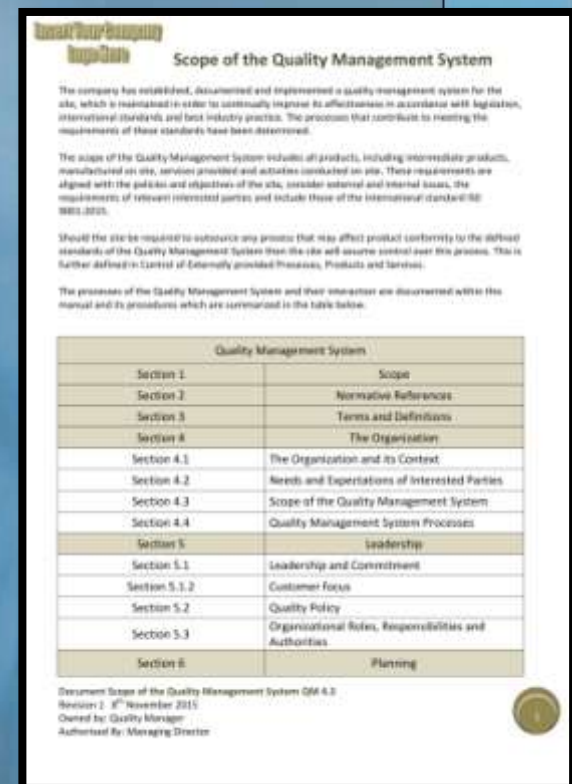 Insert Your Company
Logo Here
Scope of the Quality Management System
The company has established, documented and implemented a quality management system for the
site, which is maintained in order to continually improve its effectiveness in accordance with legislation,
international standards and best industry practice. The processes that contribute to meeting the
requirements of these standards have been determined.
The scope of the Quality Management System includes all products, including intermediate products,
manufactured on site, services provided and activities conducted on site. These requirements are
aligned with the policies and objectives of the site, consider external and internal issues, the
requirements of relevant interested parties and include those of the international standard ISO
9001:2015.
Should the site be required to outsource any process that may affect product conformity to the defined
standards of the Quality Management System then the site will assume control over this process. This is
further defined in Control of Externally provided Processes, Products and Services.
The processes of the Quality Management System and their interaction are documented within this
manual and its procedures which are summarized in the table below.
Quality Management System
Section 1 Scope
Section 2 Normative References
Section 3 Terms and Definitions
Section 4 The Organization
Section 4.1 The Organization and its Context
Section 4.2 Needs and Expectations of Interested Parties
Section 4.3 Scope of the Quality Management System
Section 4.4 Quality Management System Processes
Section 5 Leadership
Section 5.1 Leadership and Commitment
Section 5.1.2 Customer Focus
Section 5.2 Quality Policy
Section 5.3 Organizational Roles, Responsibilities and
Authorities
Section 6 Planning
Document Scope of the Quality Management System QM 4.3
Revision 1 8th November 2015
Owned by: Quality Manager
Authorised By: Managing Director